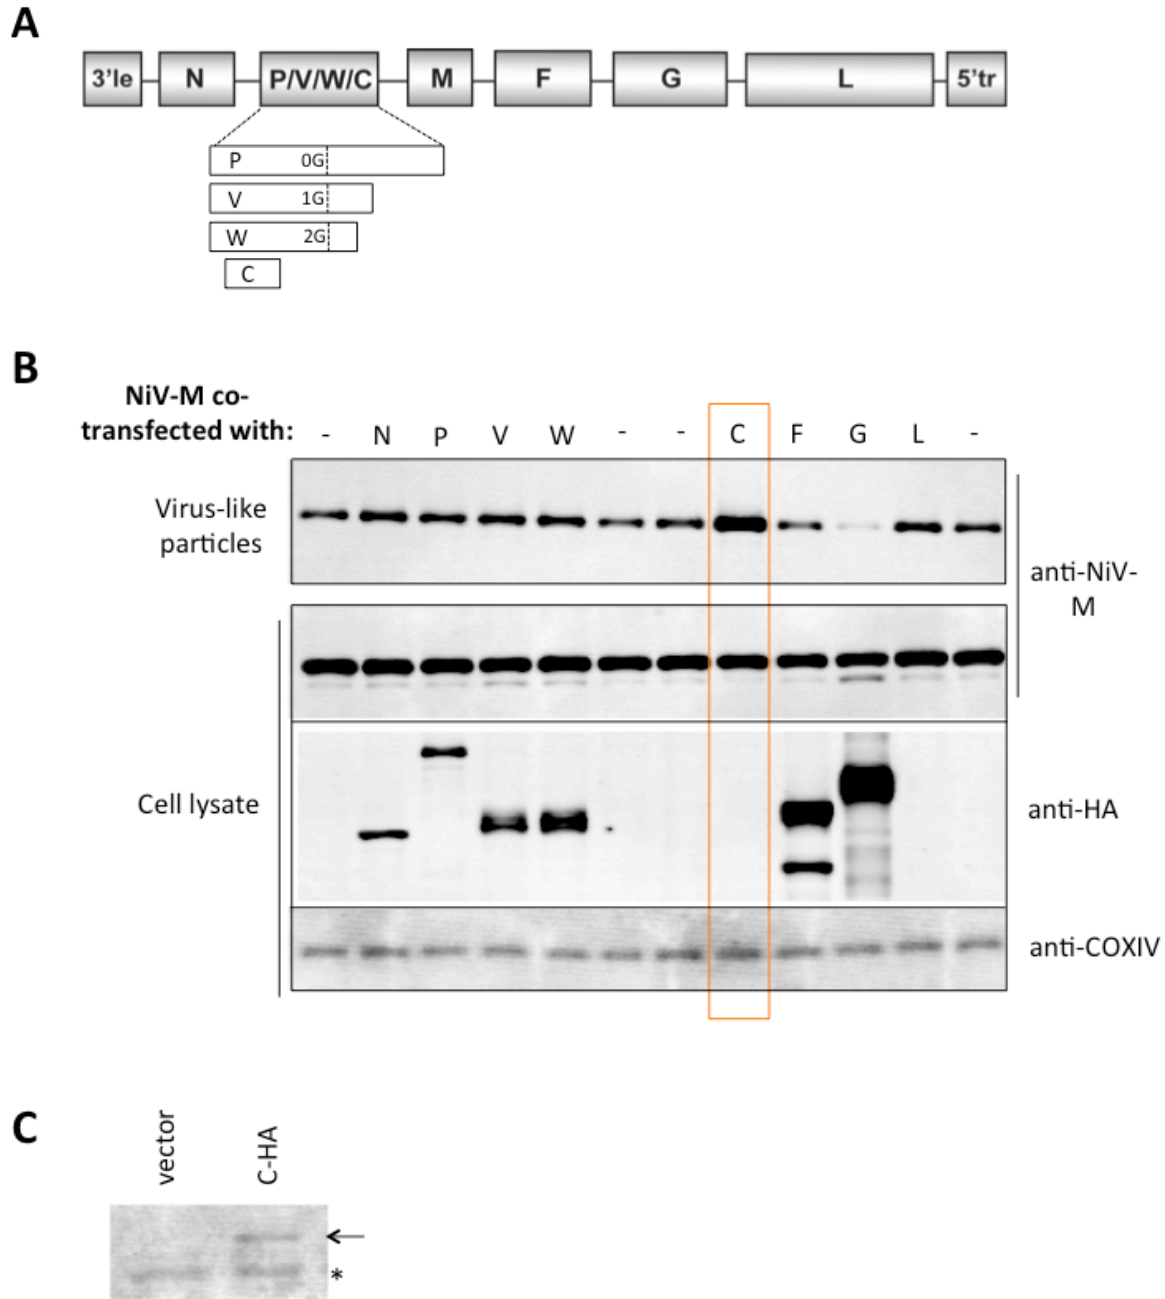 A
3'le N P/V/W/C M F G L 5'tr
P 0G
V 1G
W 2G
C
B
NiV-M co-
transfected with: - N P V W - - C F G L -
Virus-like
particles
anti-NiV-
M
Cell lysate
anti-HA
anti-COXIV
C
vector
C-HA
*